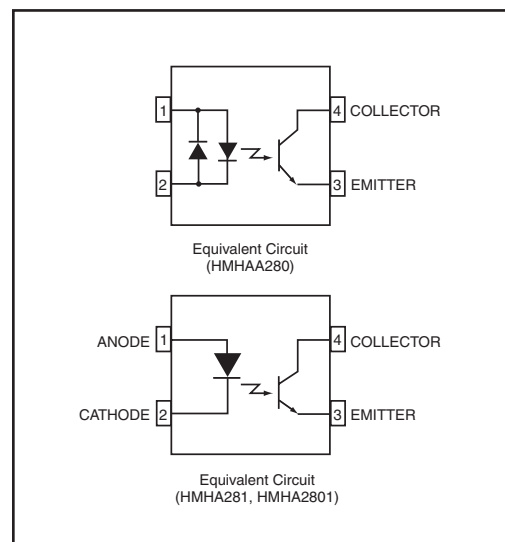 1
4 COLLECTOR
2
3 EMITTER
Equivalent Circuit
(HMHAA280)
ANODE 1
4 COLLECTOR
CATHODE 2
3 EMITTER
Equivalent Circuit
(HMHA281, HMHA2801)